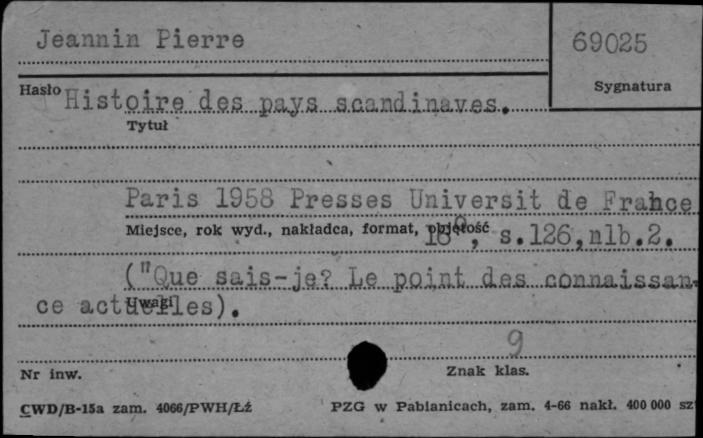 Jeannin Pierre
69025
Sygnatura
Hasło Histoire des pays scandinaves.
Tytuł
Paris 1958 Presses Universit de France
Miejsce, rok wyd., nakładca, format, objętość
16°, s.126,nlb.2.
("Que sais-je? Le point des connaissan-
ce actuelles).
Uwagi
9
Nr inw.
Znak klas.
CWD/B-15a zam. 4066/PWH/Łź
PZG w Pabianicach, zam. 4-66 nakł. 400 000 sz